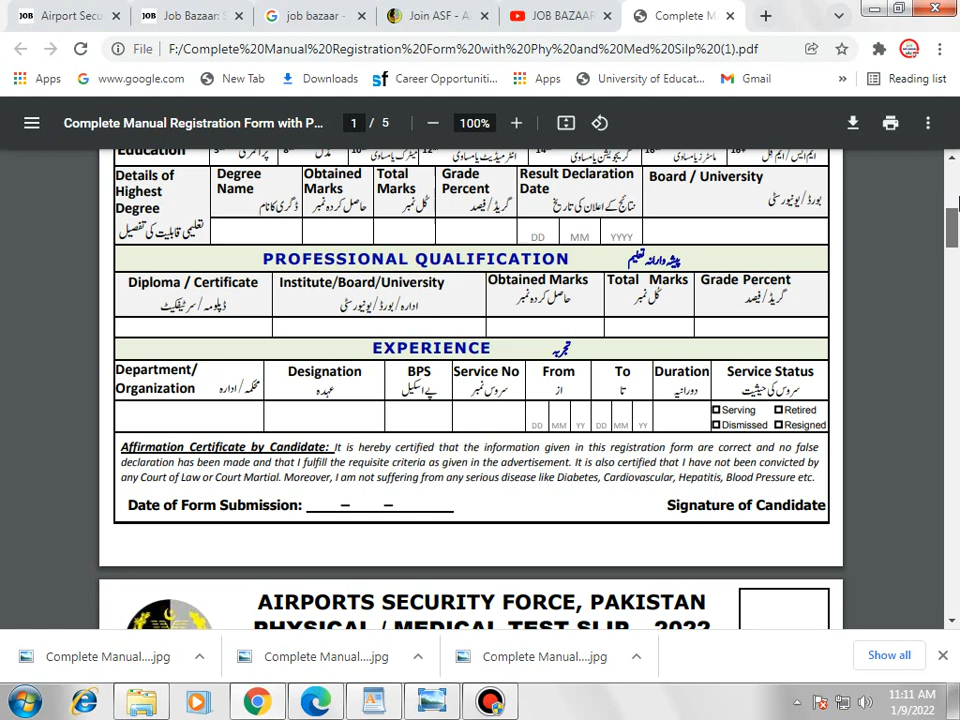 Airport Secu
Job Bazaar: S
job bazaar -
Join ASF - A
JOB BAZAAR
Complete M
File
F:/Complete%20Manual%20Registration%20Form%20with%20Phy%20and%20Med%20Silp%20(1).pdf
Apps
www.google.com
New Tab
Downloads
Career Opportuniti...
Apps
University of Educat...
Gmail
»
Reading list
Complete Manual Registration Form with P...
1 / 5
100%
Education
پرائمری
مڈل
میٹرک یا مساوی
انٹرمیڈیٹ یا مساوی
گریجویشن یا مساوی
ماسٹرز یا مساوی
ایم ایس / ایم فل
Details of Highest Degree تعلیمی قابلیت کی تفصیل
Degree Name ڈگری کا نام
Obtained Marks حاصل کردہ نمبر
Total Marks کُل نمبر
Grade Percent گریڈ / فیصد
Result Declaration Date نتائج کے اعلان کی تاریخ
Board / University بورڈ / یونیورسٹی
DD MM YYYY
PROFESSIONAL QUALIFICATION پیشہ وارانہ تعلیم
Diploma / Certificate ڈپلومہ / سرٹیفکیٹ
Institute/Board/University ادارہ / بورڈ / یونیورسٹی
Obtained Marks حاصل کردہ نمبر
Total Marks کُل نمبر
Grade Percent گریڈ / فیصد
EXPERIENCE تجربہ
Department/ Organization محکمہ / ادارہ
Designation عہدہ
BPS پے اسکیل
Service No سروس نمبر
From از
To تا
Duration دورانیہ
Service Status سروس کی حیثیت
DD MM YY DD MM YY
Serving Retired
Dismissed Resigned
Affirmation Certificate by Candidate: It is hereby certified that the information given in this registration form are correct and no false
declaration has been made and that I fulfill the requisite criteria as given in the advertisement. It is also certified that I have not been convicted
by any Court of Law or Court Martial. Moreover, I am not suffering from any serious disease like Diabetes, Cardiovascular, Hepatitis, Blood Pressure etc.
Date of Form Submission: ____–____–____
Signature of Candidate
AIRPORTS SECURITY FORCE, PAKISTAN
PHYSICAL / MEDICAL TEST SLIP - 2022
Complete Manual....jpg
Complete Manual....jpg
Complete Manual....jpg
Show all
11:11 AM
1/9/2022